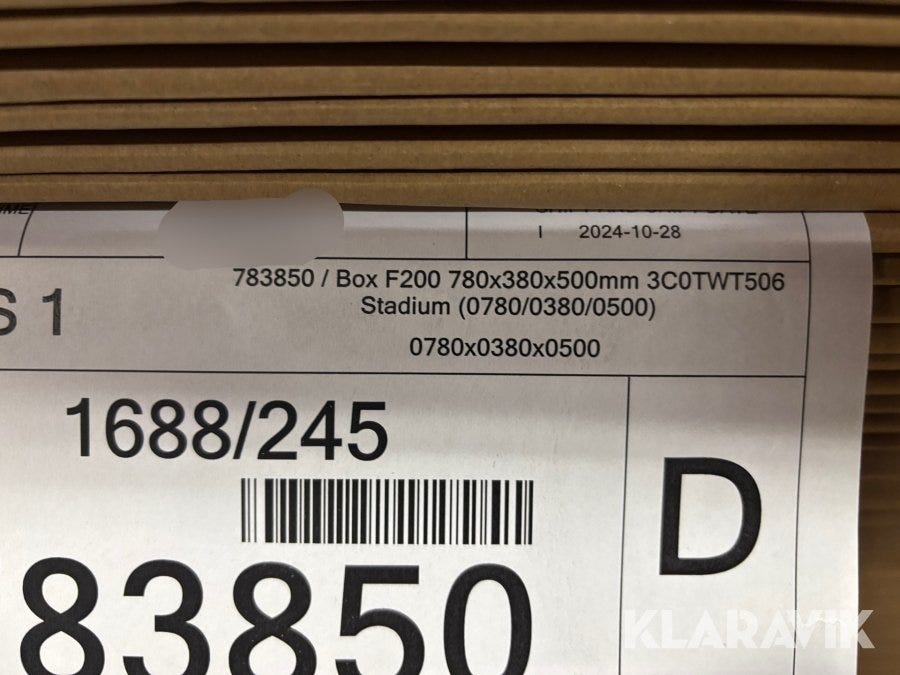 I 2024-10-28
783850 / Box F200 780x380x500mm 3C0TWT506
Stadium (0780/0380/0500)
0780x0380x0500
S 1
1688/245
D
83850
KLARAVIK